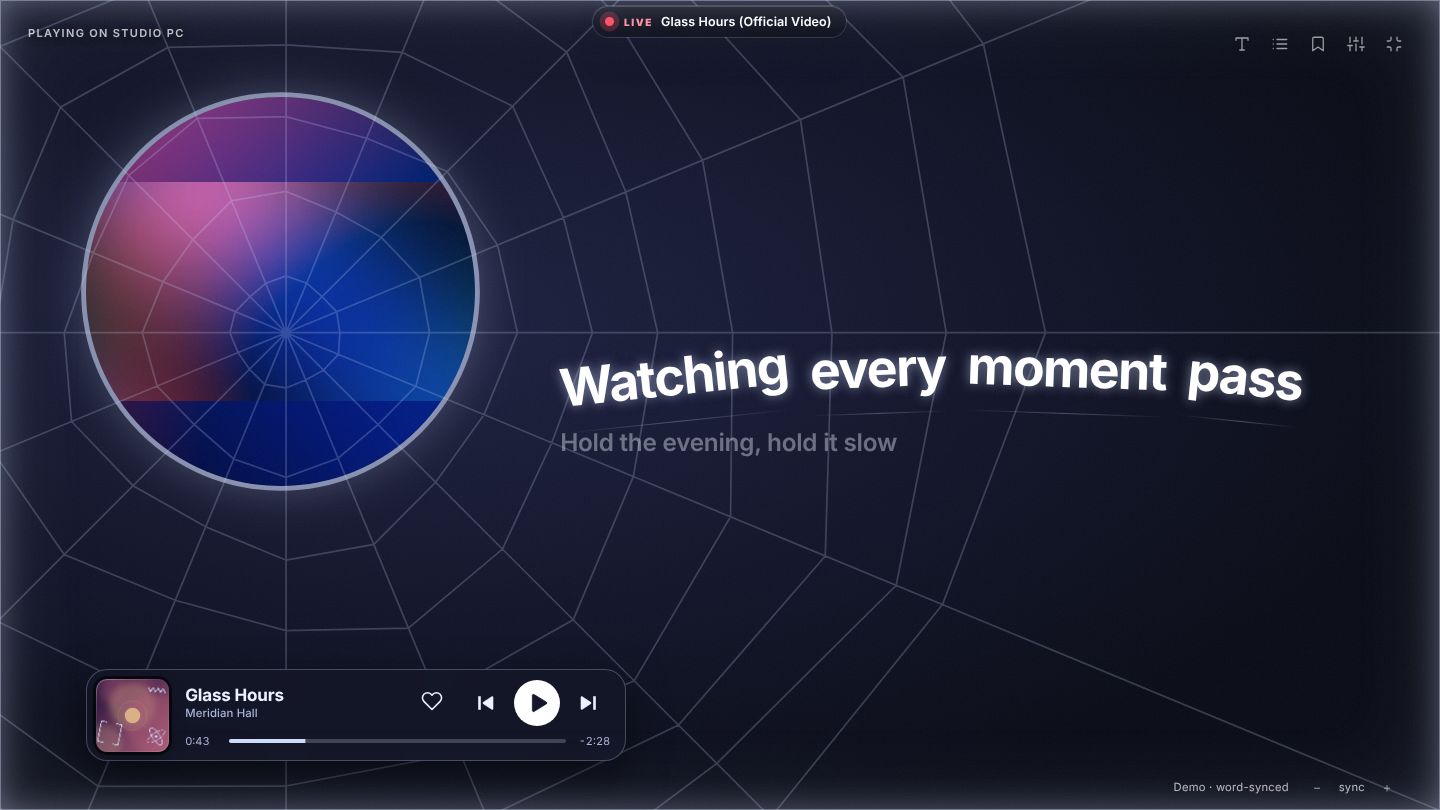 PLAYING ON STUDIO PC
LIVE Glass Hours (Official Video)
Watching every moment pass
Hold the evening, hold it slow
Glass Hours
Meridian Hall
0:43 -2:28
Demo · word-synced − sync +